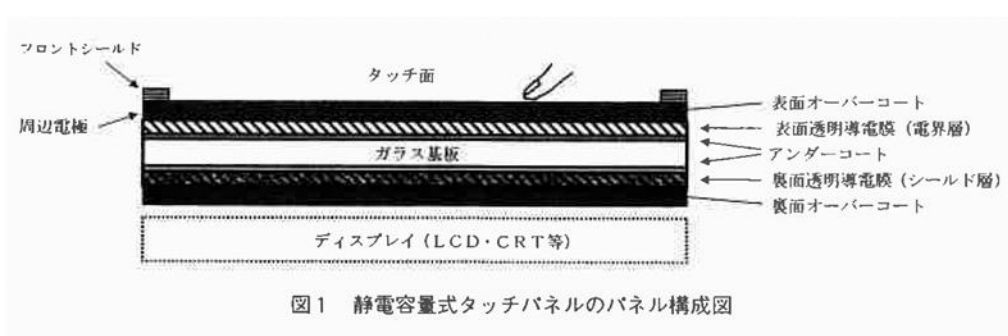 フロントシールド
タッチ面
周辺電極
表面オーバーコート
表面透明導電膜（電界層）
ガラス基板
アンダーコート
裏面透明導電膜（シールド層）
裏面オーバーコート
ディスプレイ（ＬＣＤ・ＣＲＴ等）
図１　静電容量式タッチパネルのパネル構成図